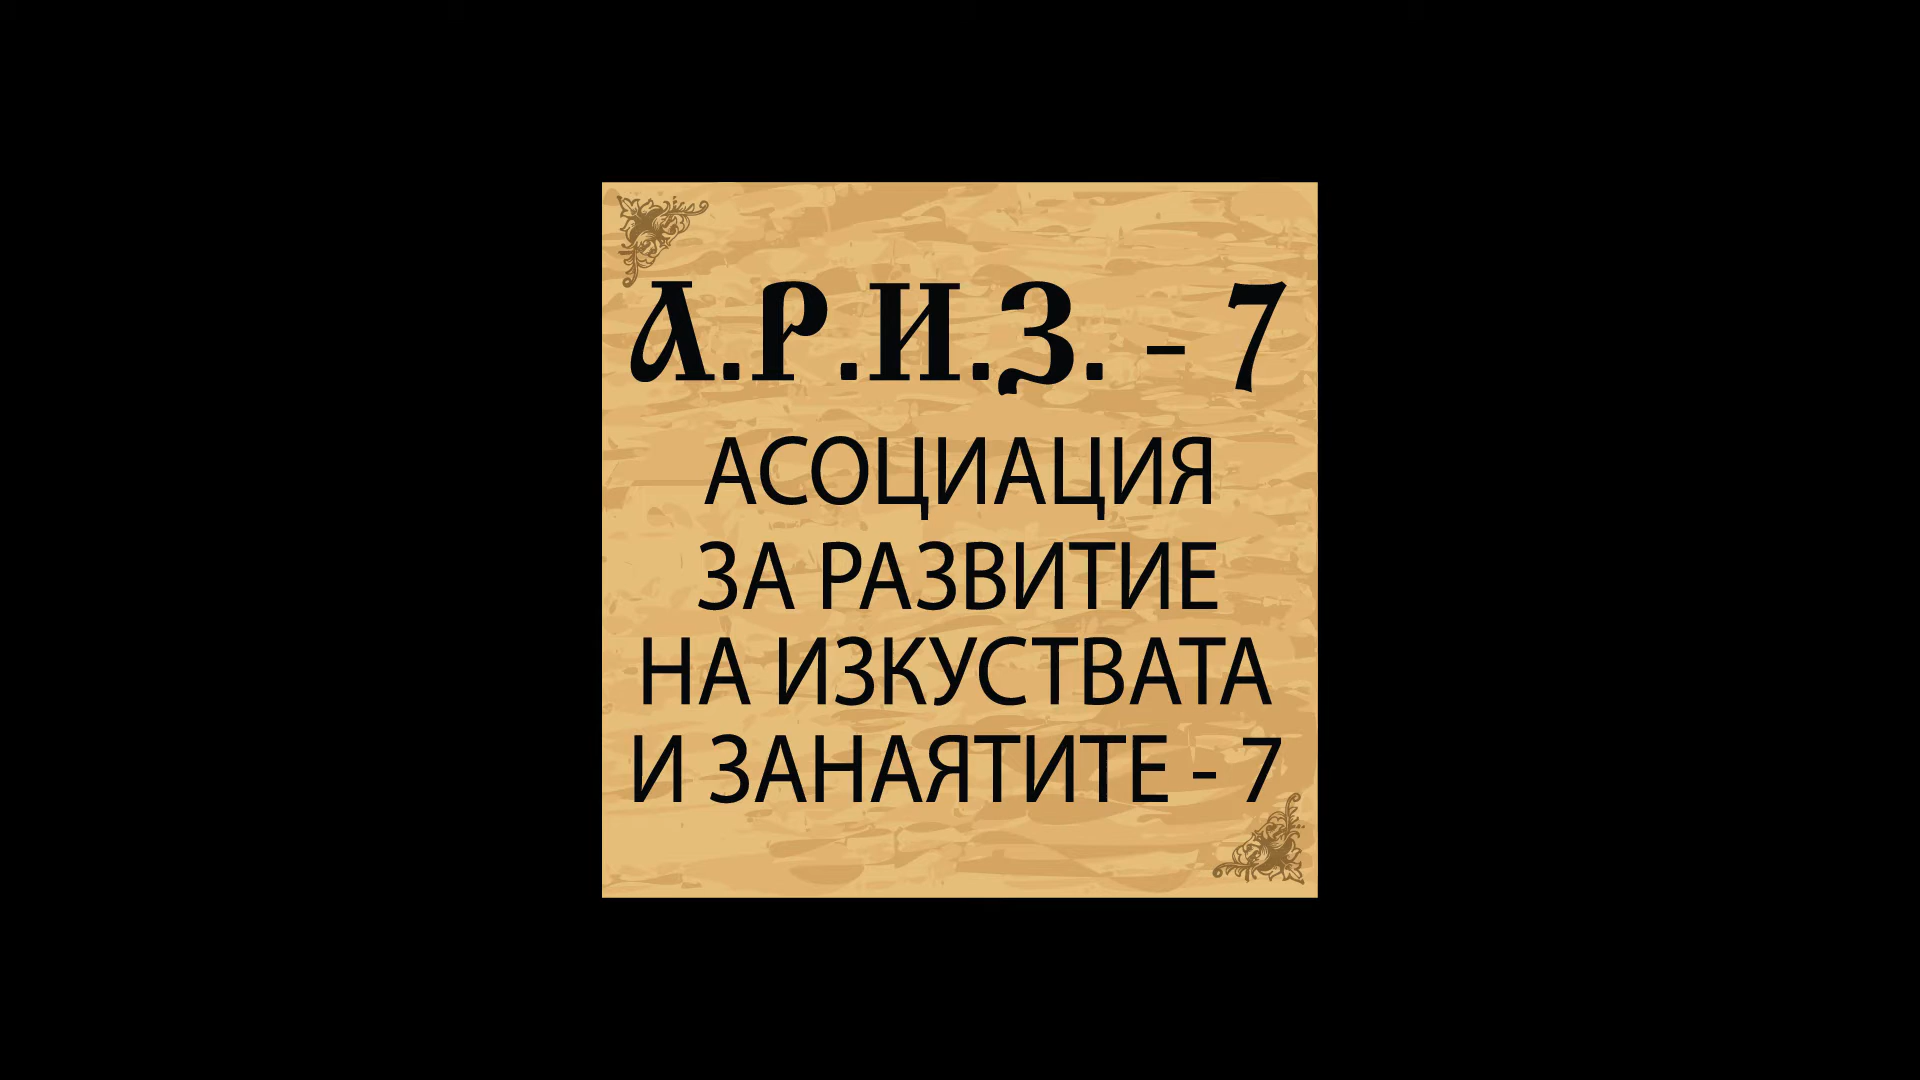 А.Р.И.З. - 7
АСОЦИАЦИЯ
ЗА РАЗВИТИЕ
НА ИЗКУСТВАТА
И ЗАНАЯТИТЕ - 7